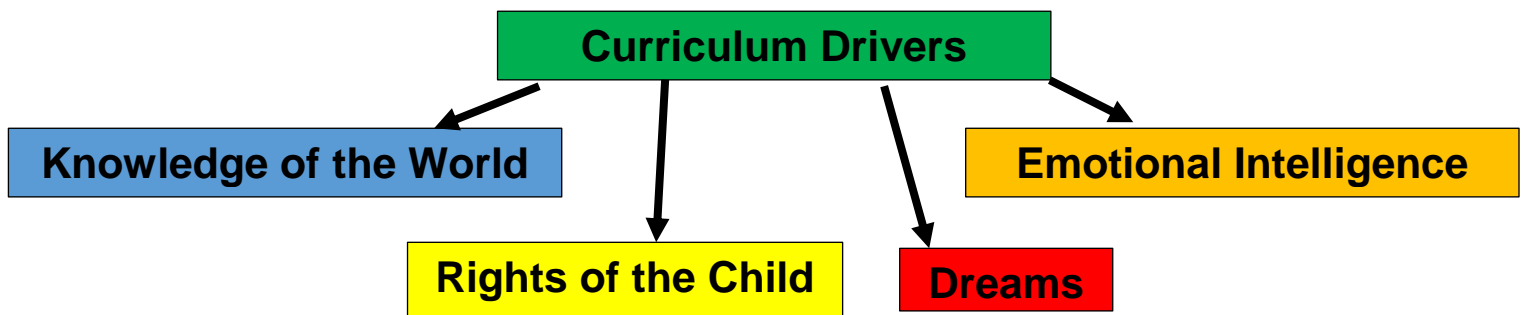 Curriculum Drivers
Knowledge of the World
Emotional Intelligence
Rights of the Child
Dreams